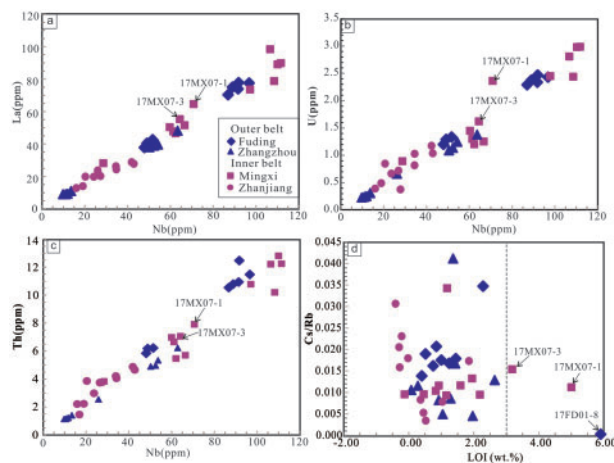 a
La(ppm)
120
100
80
60
40
20
0
0 20 40 60 80 100 120
Nb(ppm)
17MX07-1
17MX07-3
Outer belt
Fuding
Zhangzhou
Inner belt
Mingxi
Zhanjiang
b
U(ppm)
3.5
3.0
2.5
2.0
1.5
1.0
0.5
0
0 20 40 60 80 100 120
Nb(ppm)
17MX07-1
17MX07-3
c
Th(ppm)
14
12
10
8
6
4
2
0
0 20 40 60 80 100 120
Nb(ppm)
17MX07-1
17MX07-3
d
Cs/Rb
0.045
0.040
0.035
0.030
0.025
0.020
0.015
0.010
0.005
0.000
-2.00 0.00 2.00 4.00 6.00
LOI (wt.%)
17MX07-3
17MX07-1
17FD01-8